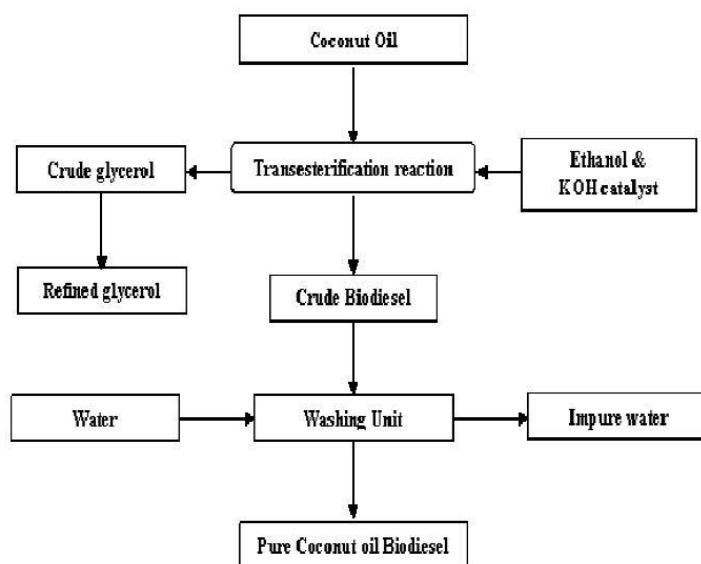 Coconut Oil
Crude glycerol
Transesterification reaction
Ethanol &
KOH catalyst
Refined glycerol
Crude Biodiesel
Water
Washing Unit
Impure water
Pure Coconut oil Biodiesel